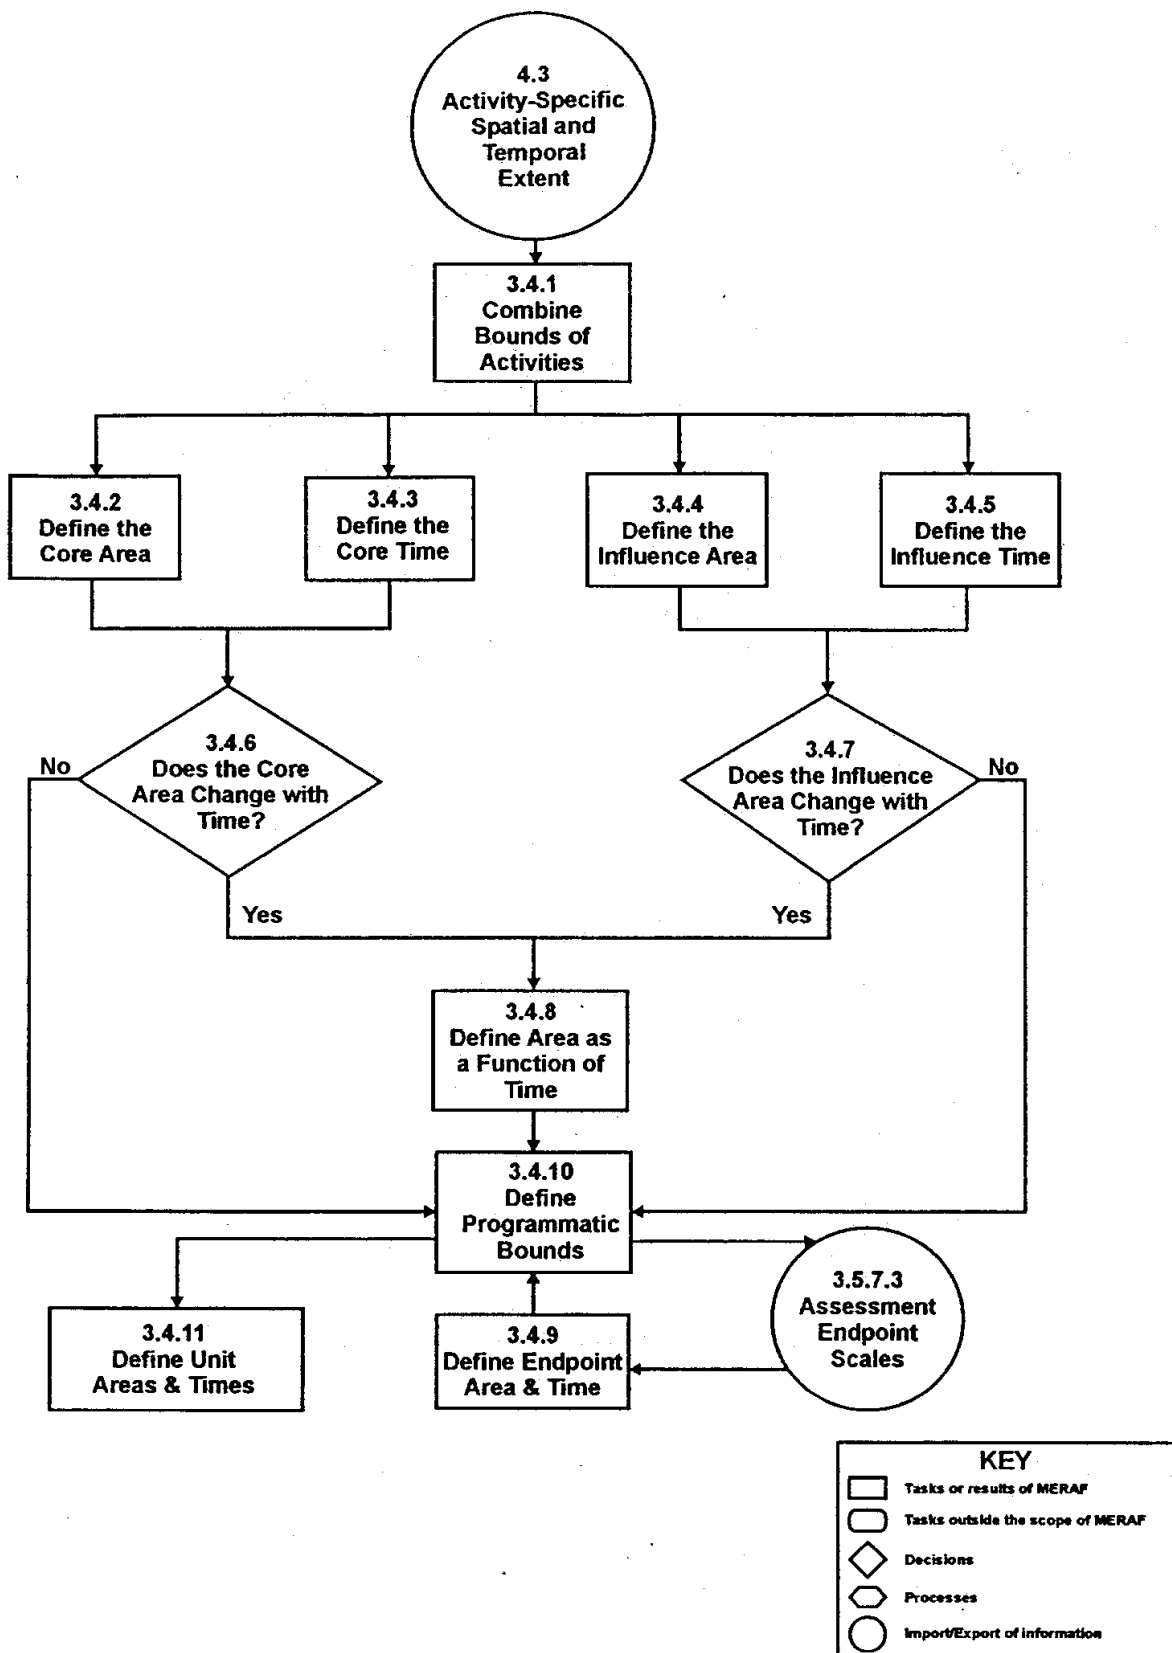 4.3
Activity-Specific
Spatial and
Temporal
Extent
3.4.1
Combine
Bounds of
Activities
3.4.2
Define the
Core Area
3.4.3
Define the
Core Time
3.4.4
Define the
Influence Area
3.4.5
Define the
Influence Time
3.4.6
Does the Core
Area Change with
Time?
No
Yes
3.4.7
Does the Influence
Area Change with
Time?
No
Yes
3.4.8
Define Area as
a Function of
Time
3.4.10
Define
Programmatic
Bounds
3.4.11
Define Unit
Areas & Times
3.4.9
Define Endpoint
Area & Time
3.5.7.3
Assessment
Endpoint
Scales
KEY
Tasks or results of MERAF
Tasks outside the scope of MERAF
Decisions
Processes
Import/Export of information